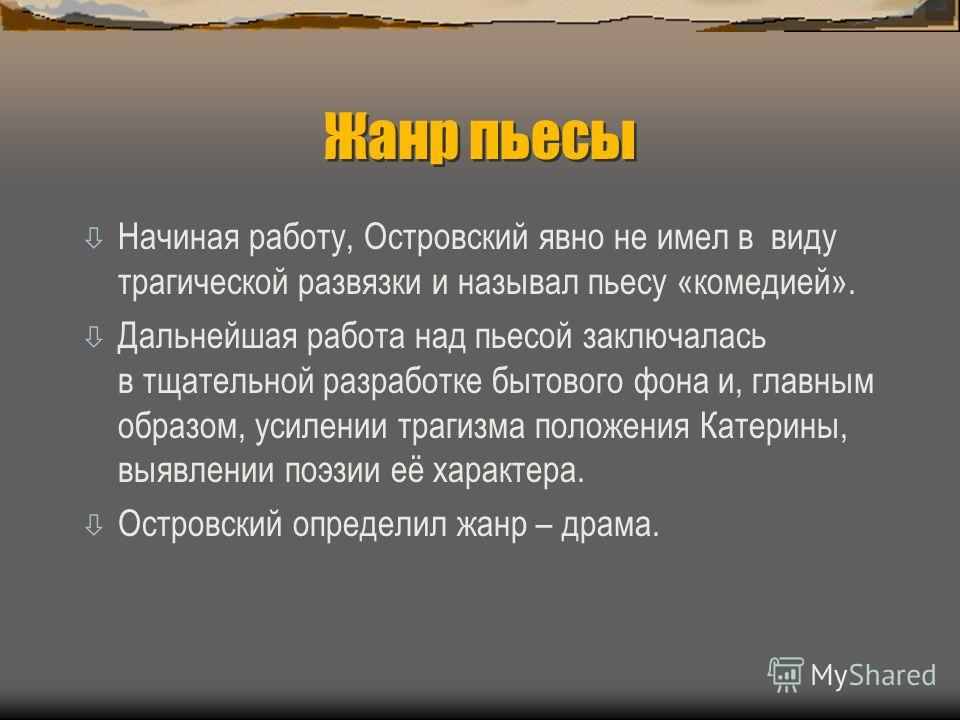 Жанр пьесы
Начиная работу, Островский явно не имел в виду
трагической развязки и называл пьесу «комедией».
Дальнейшая работа над пьесой заключалась
в тщательной разработке бытового фона и, главным
образом, усилении трагизма положения Катерины,
выявлении поэзии её характера.
Островский определил жанр – драма.
MyShared